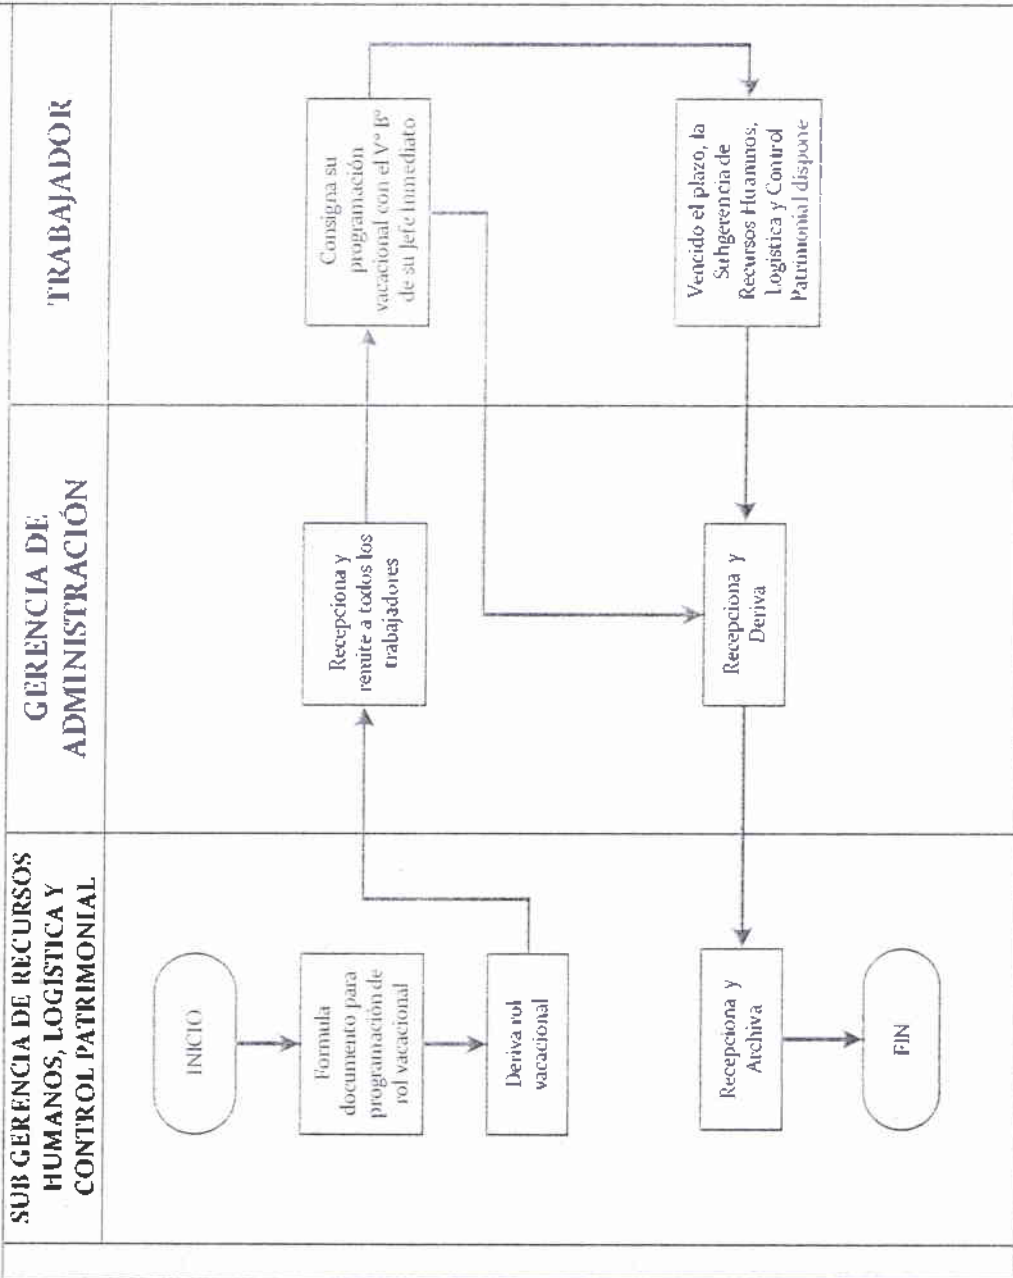 SUB GERENCIA DE RECURSOS
HUMANOS, LOGISTICA Y
CONTROL PATRIMONIAL
GERENCIA DE
ADMINISTRACIÓN
TRABAJADOR
INICIO
Formula
documento para
programación de
rol vacacional
Deriva rol
vacacional
Recepciona y
remite a todos los
trabajadores
Consigna su
programación
vacacional con el V° B°
de su Jefe Inmediato
Vencido el plazo, la
Subgerencia de
Recursos Huamnos,
Logística y Control
Patrimonial dispone
Recepciona y
Deriva
Recepciona y
Archiva
FIN